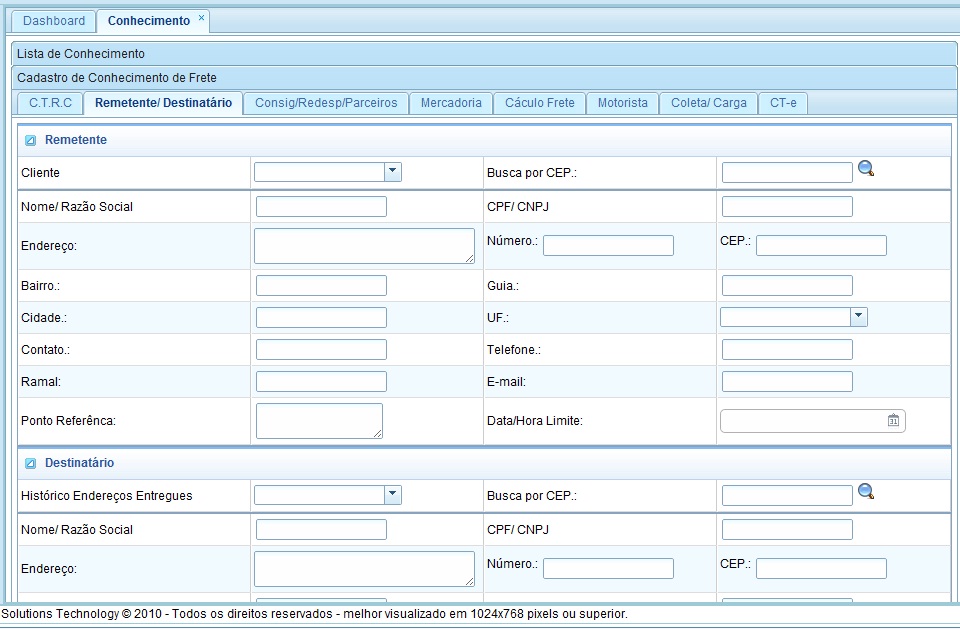 Dashboard Conhecimento ×
Lista de Conhecimento
Cadastro de Conhecimento de Frete
C.T.R.C Remetente/ Destinatário Consig/Redesp/Parceiros Mercadoria Cáculo Frete Motorista Coleta/ Carga CT-e
Remetente
Cliente Busca por CEP.:
Nome/ Razão Social CPF/ CNPJ
Endereço: Número.: CEP.:
Bairro.: Guia.:
Cidade.: UF.:
Contato.: Telefone.:
Ramal: E-mail:
Ponto Referênca: Data/Hora Limite: 31
Destinatário
Histórico Endereços Entregues Busca por CEP.:
Nome/ Razão Social CPF/ CNPJ
Endereço: Número.: CEP.:
Solutions Technology © 2010 - Todos os direitos reservados - melhor visualizado em 1024x768 pixels ou superior.